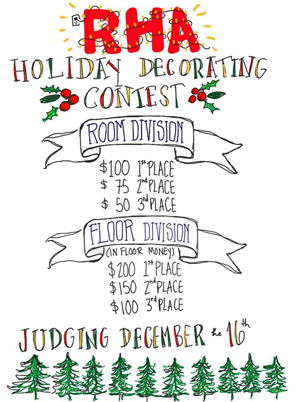 RHA
HOLIDAY DECORATING
CONTEST
ROOM DIVISION
$100 1st PLACE
$ 75 2nd PLACE
$ 50 3rd PLACE
FLOOR DIVISION
(IN FLOOR MONEY)
$200 1st PLACE
$150 2nd PLACE
$100 3rd PLACE
JUDGING DECEMBER the 16th